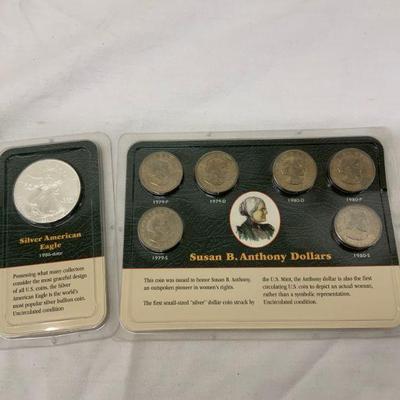 Silver American
Eagle
1986-date
Possessing what many collectors
consider the most graceful design
of all U.S. coins, the Silver
American Eagle is the world's
most popular silver bullion coin.
Uncirculated condition
1979-P
1979-D
1980-D
1980-P
1979-S
1980-S
Susan B. Anthony Dollars
This coin was issued to honor Susan B. Anthony,
an outspoken pioneer in women's rights.
The first small-sized "silver" dollar coin struck by
the U.S. Mint, the Anthony dollar is also the first
circulating U.S. coin to depict an actual woman,
rather than a symbolic representation.
Uncirculated condition